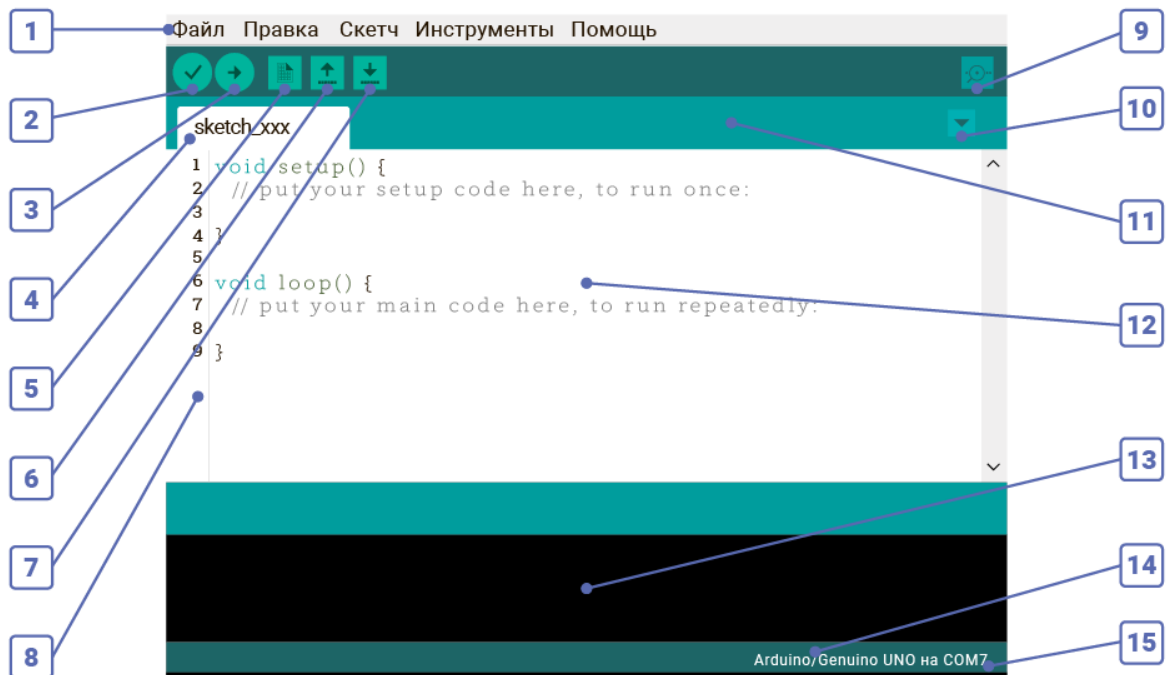 1
Файл Правка Скетч Инструменты Помощь
9
2
sketch_xxx
10
3
11
4
12
5
6
7
8
13
14
15
1 void setup() {
2 // put your setup code here, to run once:
3
4 }
5
6 void loop() {
7 // put your main code here, to run repeatedly:
8
9 }
Arduino/Genuino UNO на COM7